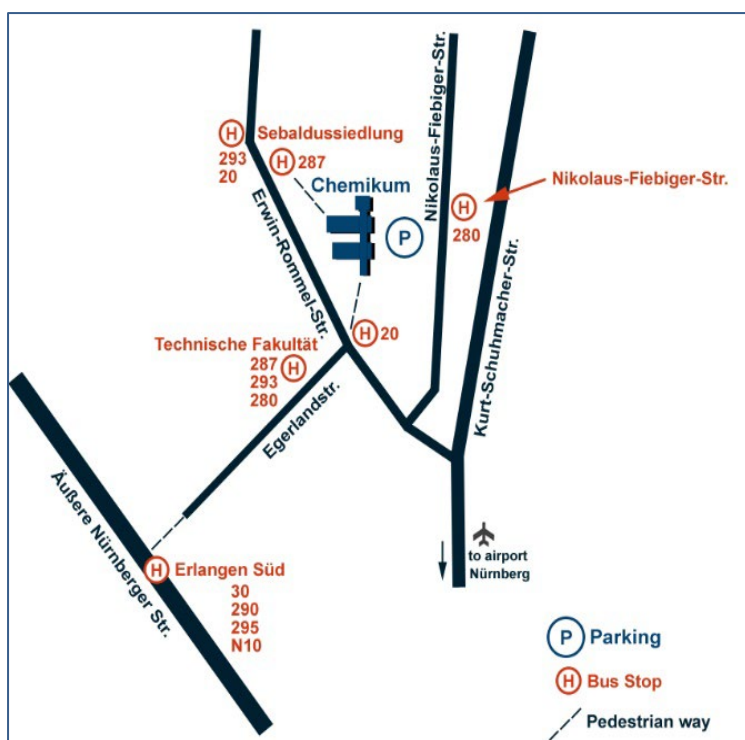 Sebaldussiedlung
H
293
20
H 287
Chemikum
P
Erwin-Rommel-Str.
Nikolaus-Fiebiger-Str.
Nikolaus-Fiebiger-Str.
H
280
Kurt-Schuhmacher-Str.
H 20
Technische Fakultät
287 H
293
280
Egerlandstr.
Äußere Nürnberger Str.
H Erlangen Süd
30
290
295
N10
to airport
Nürnberg
P Parking
H Bus Stop
Pedestrian way